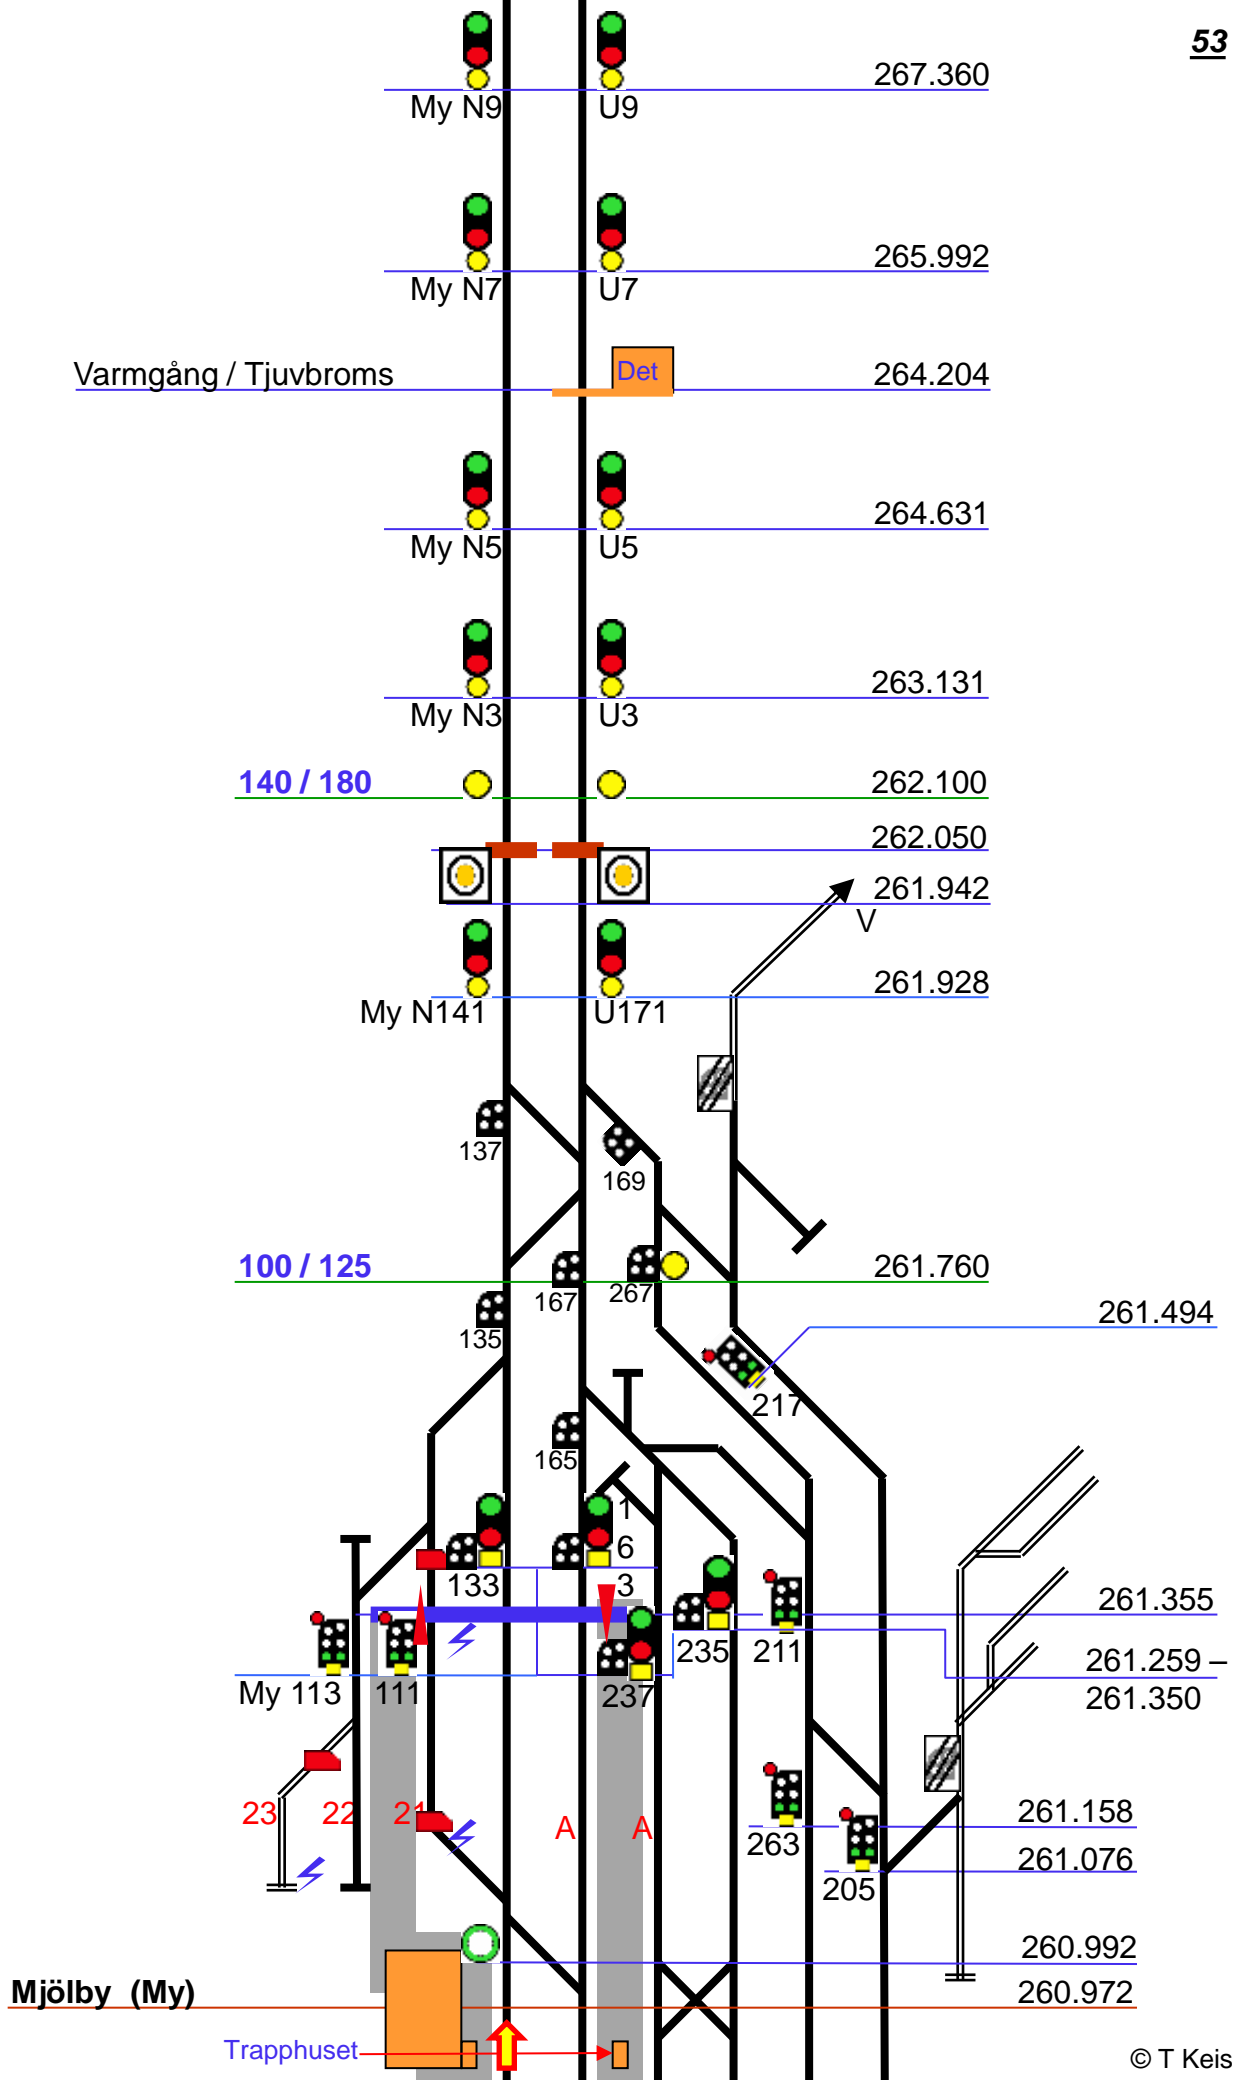 53
267.360
My N9
U9
265.992
My N7
U7
Varmgång / Tjuvbroms
Det
264.204
264.631
My N5
U5
263.131
My N3
U3
140 / 180
262.100
262.050
261.942
V
261.928
My N141
U171
137
169
100 / 125
261.760
167
267
261.494
135
217
165
1
6
3
133
261.355
235
211
261.259 –
My 113
111
237
261.350
23
22
21
A
A
261.158
263
261.076
205
260.992
Mjölby (My)
260.972
Trapphuset
© T Keis